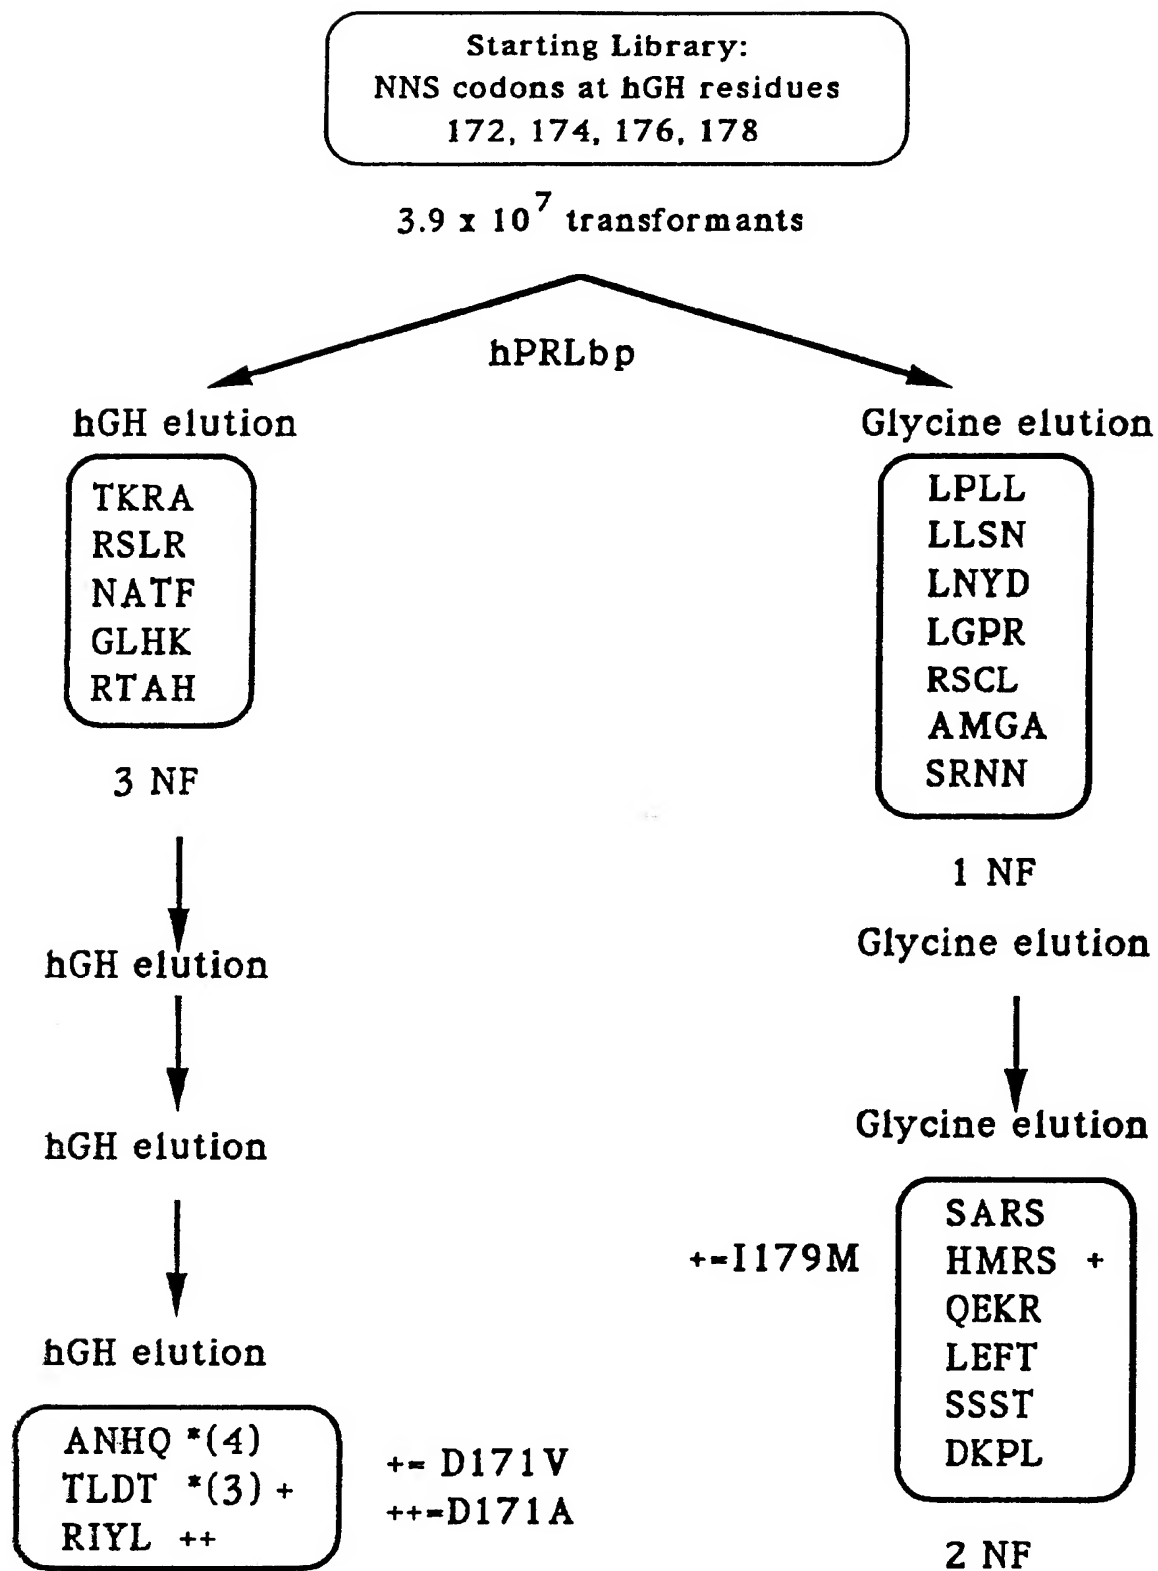 Starting Library:
NNS codons at hGH residues
172, 174, 176, 178
3.9 x 10^7 transformants
hPRLbp
hGH elution
TKRA
RSLR
NATF
GLHK
RTAH
3 NF
hGH elution
hGH elution
hGH elution
ANHQ *(4)
TLDT *(3) +
RIYL ++
+= D171V
++=D171A
Glycine elution
LPLL
LLSN
LNYD
LGPR
RSCL
AMGA
SRNN
1 NF
Glycine elution
Glycine elution
+=I179M
SARS
HMRS +
QEKR
LEFT
SSST
DKPL
2 NF